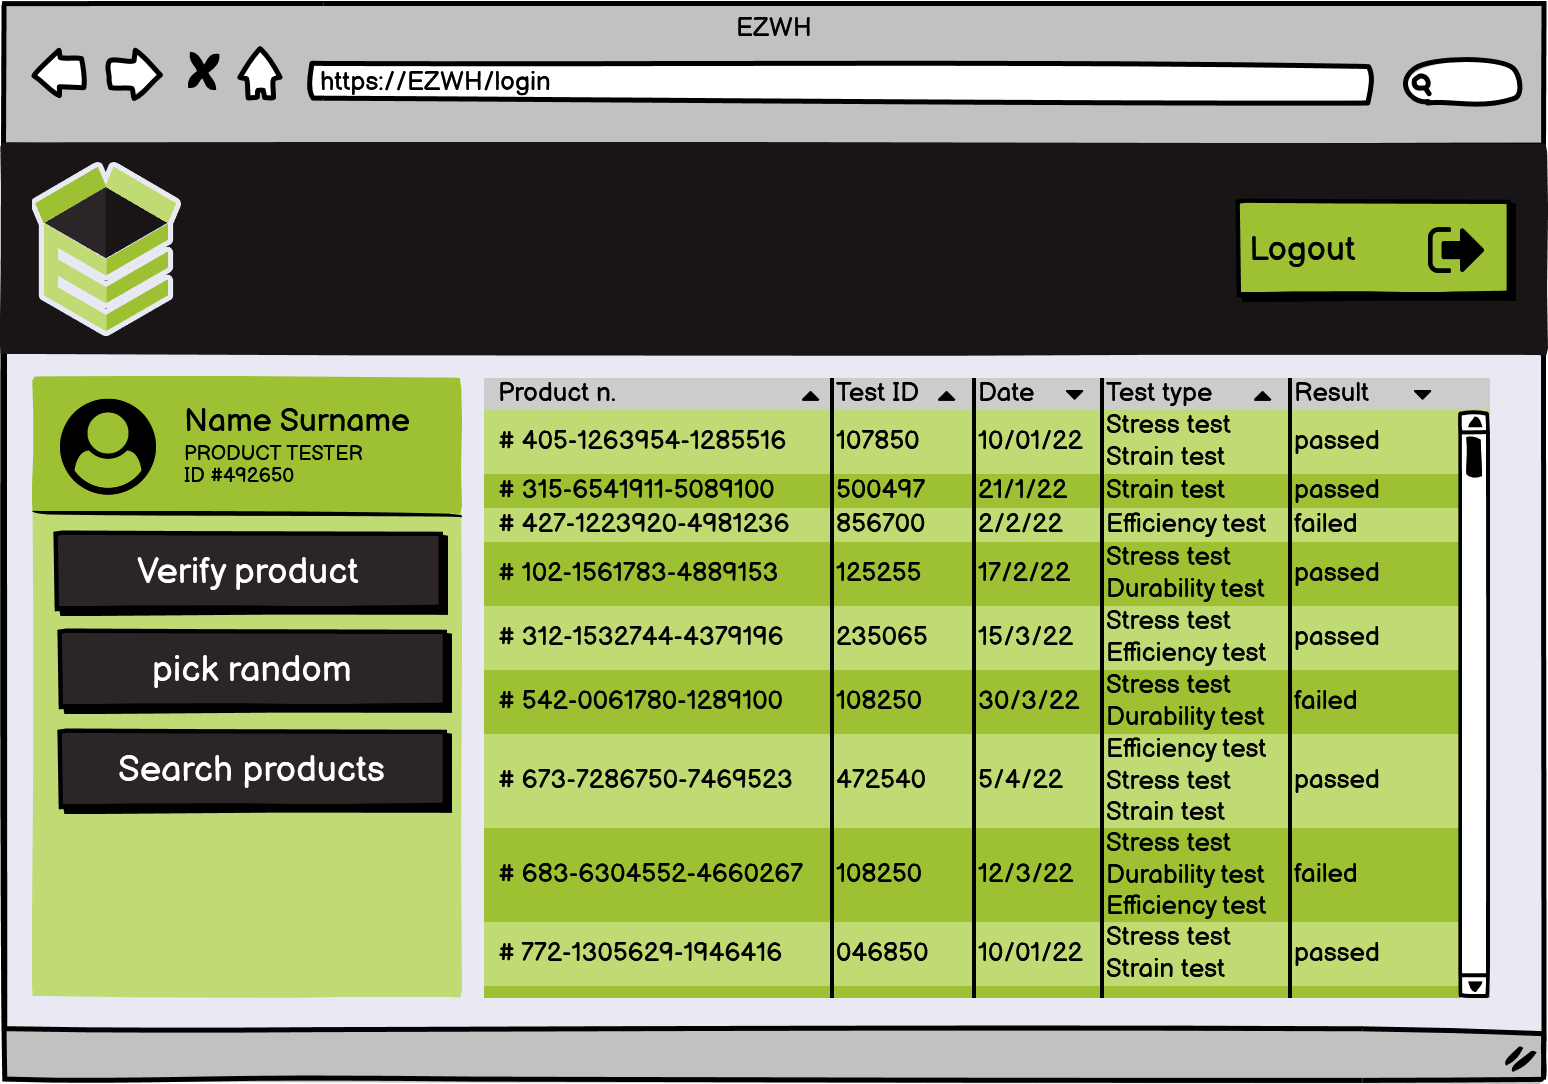 EZWH
https://EZWH/login
Logout
Name Surname
PRODUCT TESTER
ID #492650
Verify product
pick random
Search products
Product n. Test ID Date Test type Result
# 405-1263954-1285516 107850 10/01/22 Stress test passed
Strain test
# 315-6541911-5089100 500497 21/1/22 Strain test passed
# 427-1223920-4981236 856700 2/2/22 Efficiency test failed
# 102-1561783-4889153 125255 17/2/22 Stress test passed
Durability test
# 312-1532744-4379196 235065 15/3/22 Stress test passed
Efficiency test
# 542-0061780-1289100 108250 30/3/22 Stress test failed
Durability test
# 673-7286750-7469523 472540 5/4/22 Efficiency test passed
Stress test
Strain test
# 683-6304552-4660267 108250 12/3/22 Stress test failed
Durability test
Efficiency test
# 772-1305629-1946416 046850 10/01/22 Stress test passed
Strain test